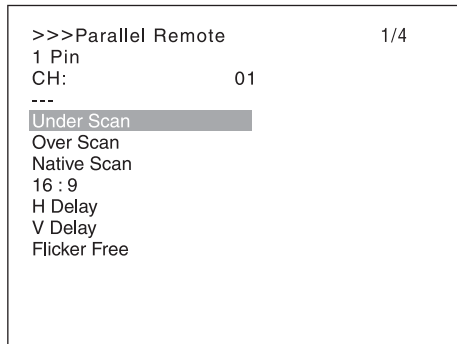 >>>Parallel Remote 1/4
1 Pin
CH: 01
---
Under Scan
Over Scan
Native Scan
16 : 9
H Delay
V Delay
Flicker Free